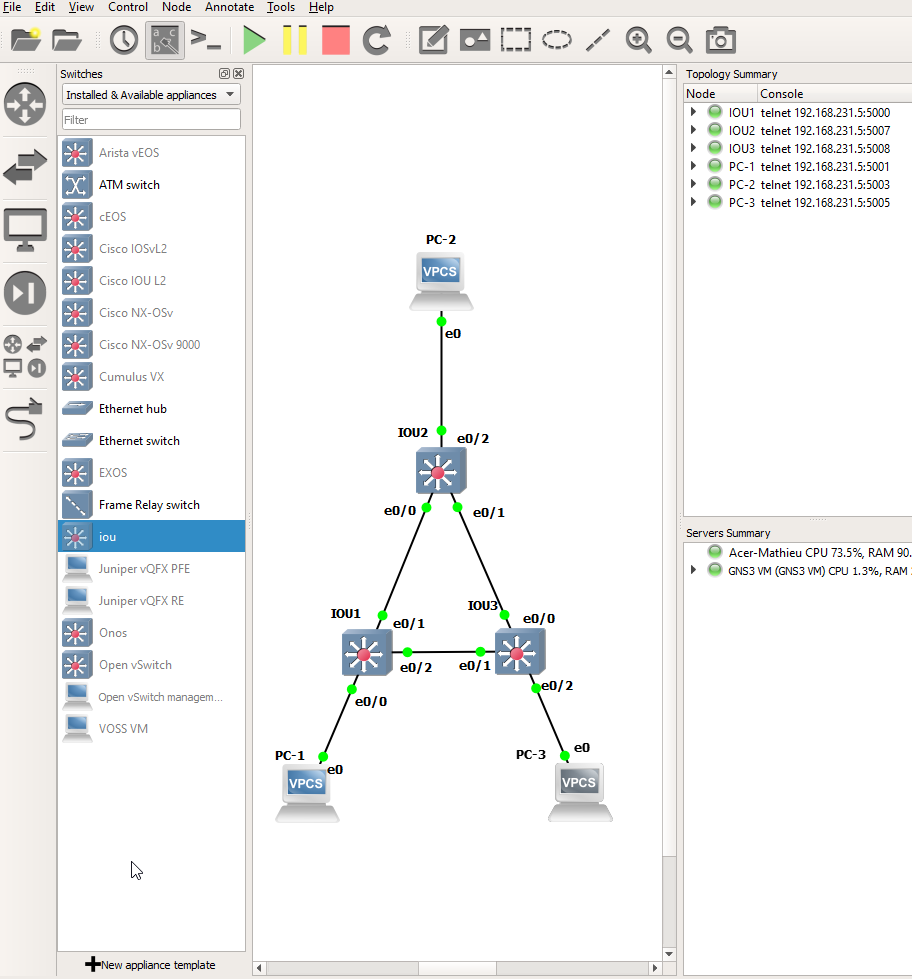 File Edit View Control Node Annotate Tools Help
Switches
Installed & Available appliances
Filter
Arista vEOS
ATM switch
cEOS
Cisco IOSvL2
Cisco IOU L2
Cisco NX-OSv
Cisco NX-OSv 9000
Cumulus VX
Ethernet hub
Ethernet switch
EXOS
Frame Relay switch
iou
Juniper vQFX PFE
Juniper vQFX RE
Onos
Open vSwitch
Open vSwitch managem...
VOSS VM
New appliance template
PC-2
VPCS
e0
IOU2
e0/2
e0/0
e0/1
IOU1
e0/1
IOU3
e0/0
e0/2
e0/1
e0/0
e0/2
PC-1
e0
VPCS
PC-3
e0
VPCS
Topology Summary
Node Console
IOU1 telnet 192.168.231.5:5000
IOU2 telnet 192.168.231.5:5007
IOU3 telnet 192.168.231.5:5008
PC-1 telnet 192.168.231.5:5001
PC-2 telnet 192.168.231.5:5003
PC-3 telnet 192.168.231.5:5005
Servers Summary
Acer-Mathieu CPU 73.5%, RAM 90.
GNS3 VM (GNS3 VM) CPU 1.3%, RAM